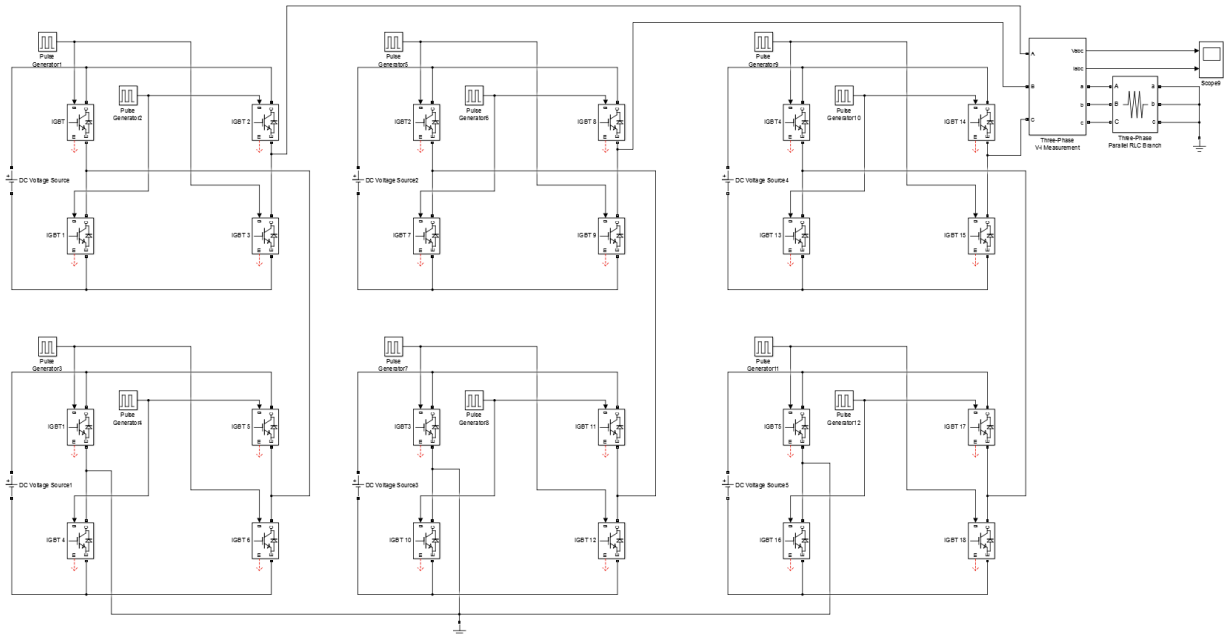 Pulse
Generator1
Pulse
Generator2
IGBT
IGBT 2
DC Voltage Source
IGBT 1
IGBT 3
Pulse
Generator5
Pulse
Generator6
IGBT2
IGBT 8
DC Voltage Source2
IGBT 7
IGBT 9
Pulse
Generator9
Pulse
Generator10
IGBT4
IGBT 14
DC Voltage Source4
IGBT 13
IGBT 15
A
B
C
Vabc
Iabc
a
b
c
Three-Phase
V-I Measurement
A
B
C
a
b
c
Three-Phase
Parallel RLC Branch
Scope9
Pulse
Generator3
Pulse
Generator4
IGBT1
IGBT 5
DC Voltage Source1
IGBT 4
IGBT 6
Pulse
Generator7
Pulse
Generator8
IGBT3
IGBT 11
DC Voltage Source3
IGBT 10
IGBT 12
Pulse
Generator11
Pulse
Generator12
IGBT5
IGBT 17
DC Voltage Source5
IGBT 16
IGBT 18